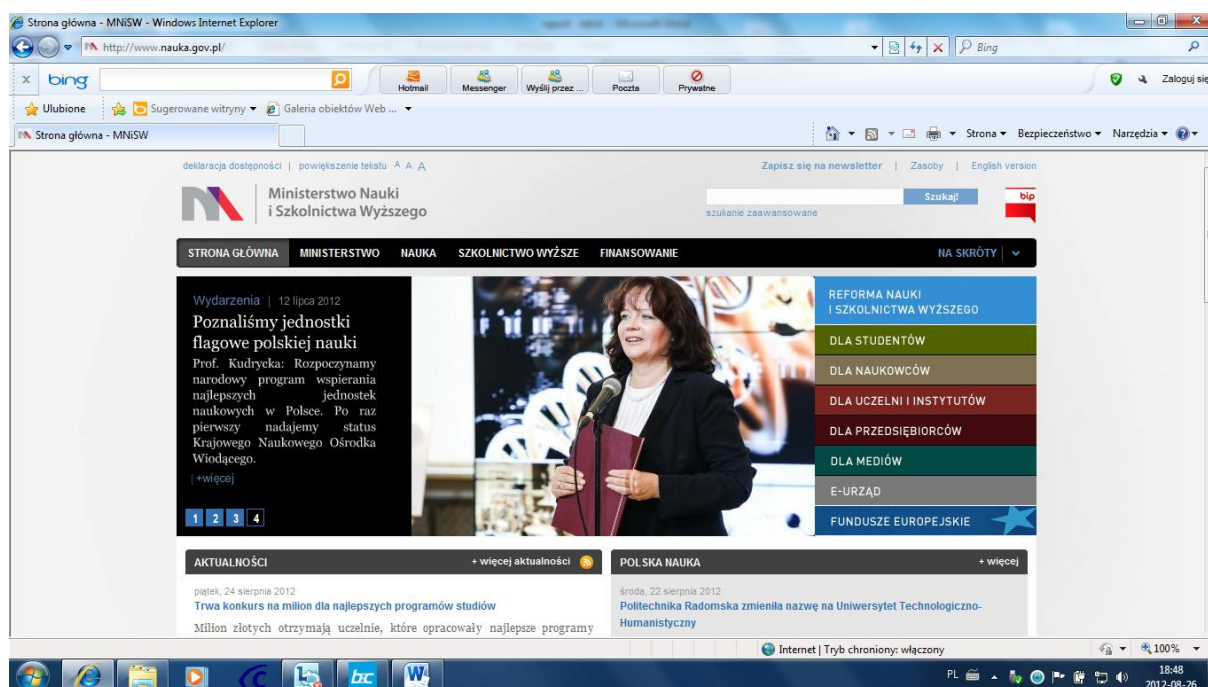 Strona główna - MNiSW - Windows Internet Explorer
http://www.nauka.gov.pl/
Bing
x bing Hotmail Messenger Wyślij przez ... Poczta Prywatne Zaloguj się
Ulubione Sugerowane witryny Galeria obiektów Web ...
Strona główna - MNiSW Strona Bezpieczeństwo Narzędzia
deklaracja dostępności | powiększenie tekstu A A A Zapisz się na newsletter | Zasoby | English version
Ministerstwo Nauki
i Szkolnictwa Wyższego
Szukaj! bip
szukanie zaawansowane
STRONA GŁÓWNA MINISTERSTWO NAUKA SZKOLNICTWO WYŻSZE FINANSOWANIE NA SKRÓTY
Wydarzenia | 12 lipca 2012
Poznaliśmy jednostki
flagowe polskiej nauki
Prof. Kudrycka: Rozpoczynamy
narodowy program wspierania
najlepszych jednostek
naukowych w Polsce. Po raz
pierwszy nadajemy status
Krajowego Naukowego Ośrodka
Wiodącego.
| +więcej
1 2 3 4
REFORMA NAUKI
I SZKOLNICTWA WYŻSZEGO
DLA STUDENTÓW
DLA NAUKOWCÓW
DLA UCZELNI I INSTYTUTÓW
DLA PRZEDSIĘBIORCÓW
DLA MEDIÓW
E-URZĄD
FUNDUSZE EUROPEJSKIE
AKTUALNOŚCI + więcej aktualności
piątek, 24 sierpnia 2012
Trwa konkurs na milion dla najlepszych programów studiów
Milion złotych otrzymają uczelnie, które opracowały najlepsze programy
POLSKA NAUKA + więcej
środa, 22 sierpnia 2012
Politechnika Radomska zmieniła nazwę na Uniwersytet Technologiczno-
Humanistyczny
Internet | Tryb chroniony: włączony 100%
bc W PL 18:48
2012-08-26